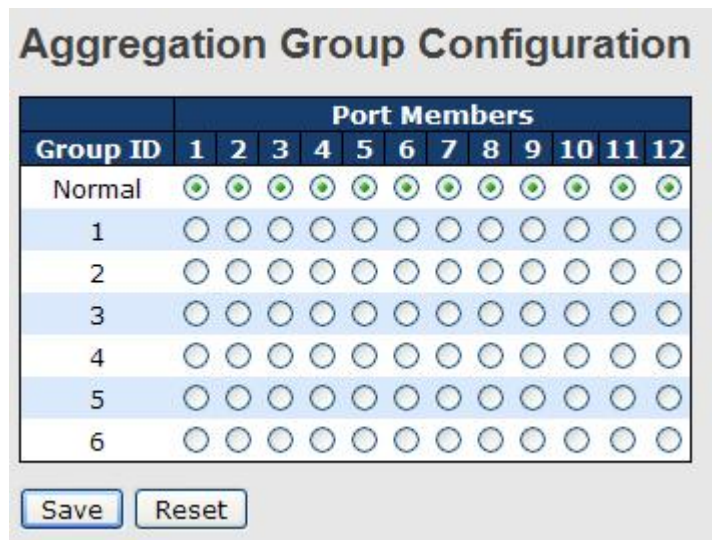 Aggregation Group Configuration
Port Members
Group ID 1 2 3 4 5 6 7 8 9 10 11 12
Normal
1
2
3
4
5
6
Save Reset